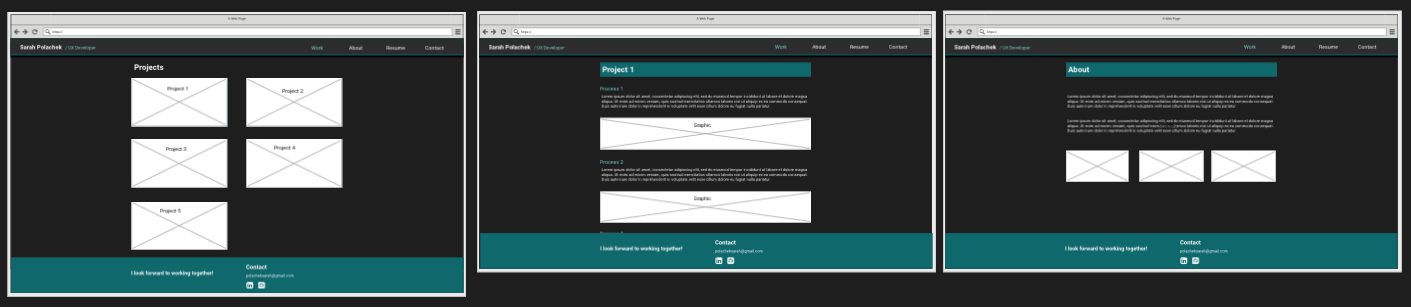 A Web Page
https://
Sarah Polachek / UX Developer
Work About Resume Contact
Projects
Project 1
Project 2
Project 3
Project 4
Project 5
I look forward to working together!
Contact
polacheksarah@gmail.com
A Web Page
https://
Sarah Polachek / UX Developer
Work About Resume Contact
Project 1
Process 1
Lorem ipsum dolor sit amet, consectetur adipiscing elit, sed do eiusmod tempor incididunt ut labore et dolore magna
aliqua. Ut enim ad minim veniam, quis nostrud exercitation ullamco laboris nisi ut aliquip ex ea commodo consequat.
Duis aute irure dolor in reprehenderit in voluptate velit esse cillum dolore eu fugiat nulla pariatur.
Graphic
Process 2
Lorem ipsum dolor sit amet, consectetur adipiscing elit, sed do eiusmod tempor incididunt ut labore et dolore magna
aliqua. Ut enim ad minim veniam, quis nostrud exercitation ullamco laboris nisi ut aliquip ex ea commodo consequat.
Duis aute irure dolor in reprehenderit in voluptate velit esse cillum dolore eu fugiat nulla pariatur.
Graphic
I look forward to working together!
Contact
polacheksarah@gmail.com
A Web Page
https://
Sarah Polachek / UX Developer
Work About Resume Contact
About
Lorem ipsum dolor sit amet, consectetur adipiscing elit, sed do eiusmod tempor incididunt ut labore et dolore magna
aliqua. Ut enim ad minim veniam, quis nostrud exercitation ullamco laboris nisi ut aliquip ex ea commodo consequat.
Duis aute irure dolor in reprehenderit in voluptate velit esse cillum dolore eu fugiat nulla pariatur.
Lorem ipsum dolor sit amet, consectetur adipiscing elit, sed do eiusmod tempor incididunt ut labore et dolore magna
aliqua. Ut enim ad minim veniam, quis nostrud laboris nisi ut aliquip ex ea commodo consequat.
Duis aute irure dolor in reprehenderit in voluptate velit esse cillum dolore eu fugiat nulla pariatur.
I look forward to working together!
Contact
polacheksarah@gmail.com